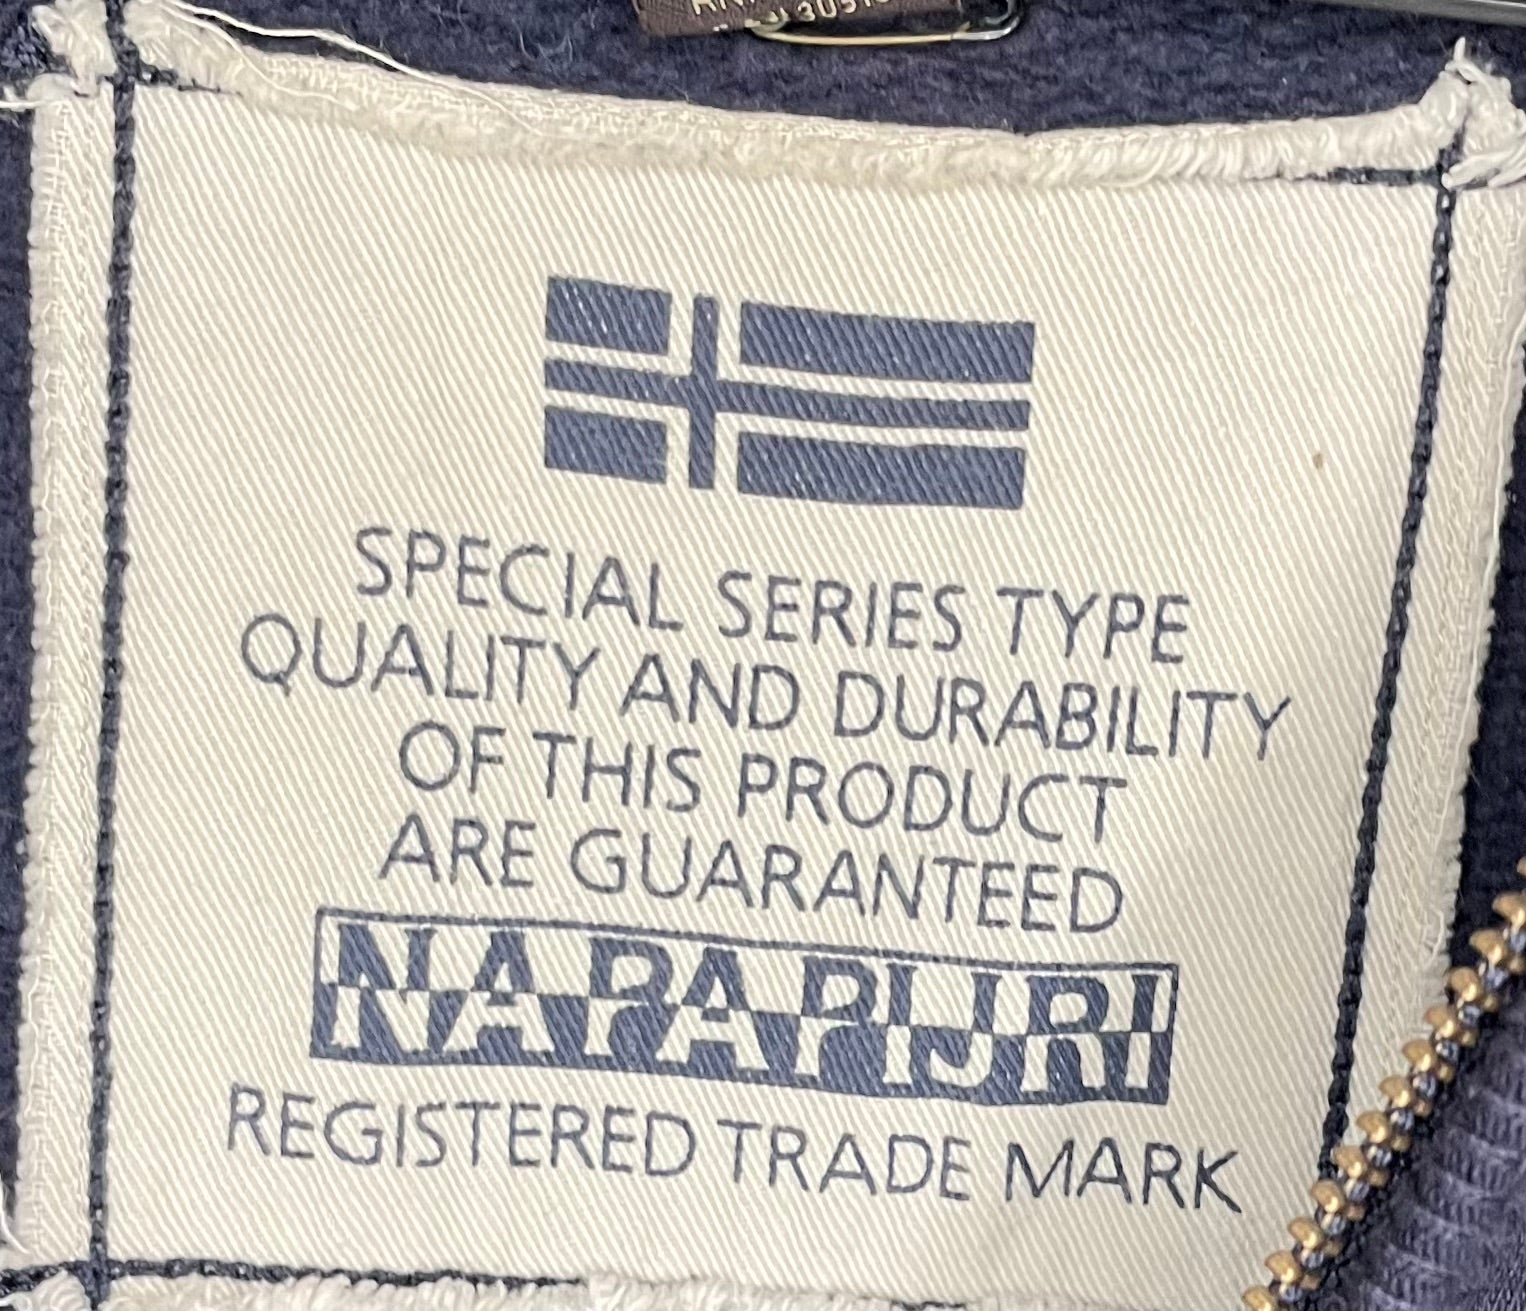 SPECIAL SERIES TYPE
QUALITY AND DURABILITY
OF THIS PRODUCT
ARE GUARANTEED
NAPAPIJRI
REGISTERED TRADE MARK